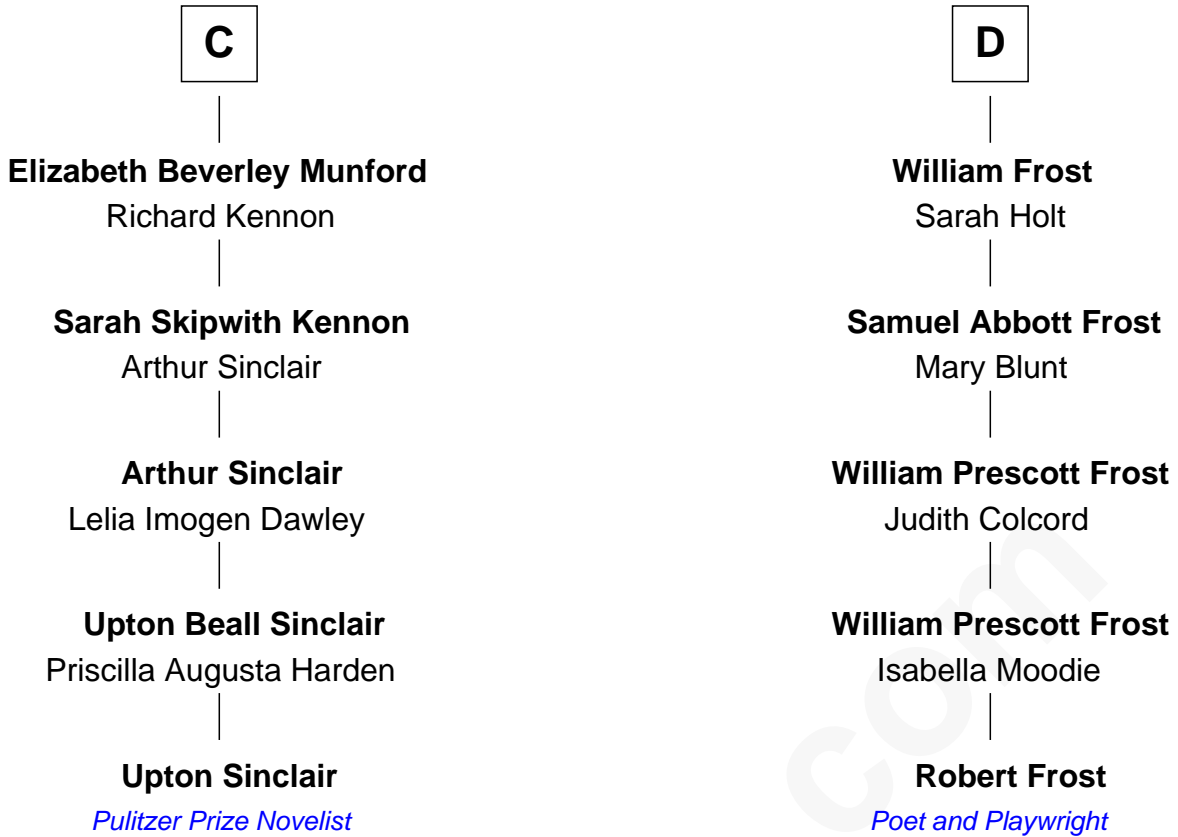 C
Elizabeth Beverley Munford
Richard Kennon
Sarah Skipwith Kennon
Arthur Sinclair
Arthur Sinclair
Lelia Imogen Dawley
Upton Beall Sinclair
Priscilla Augusta Harden
Upton Sinclair
Pulitzer Prize Novelist
D
William Frost
Sarah Holt
Samuel Abbott Frost
Mary Blunt
William Prescott Frost
Judith Colcord
William Prescott Frost
Isabella Moodie
Robert Frost
Poet and Playwright
com